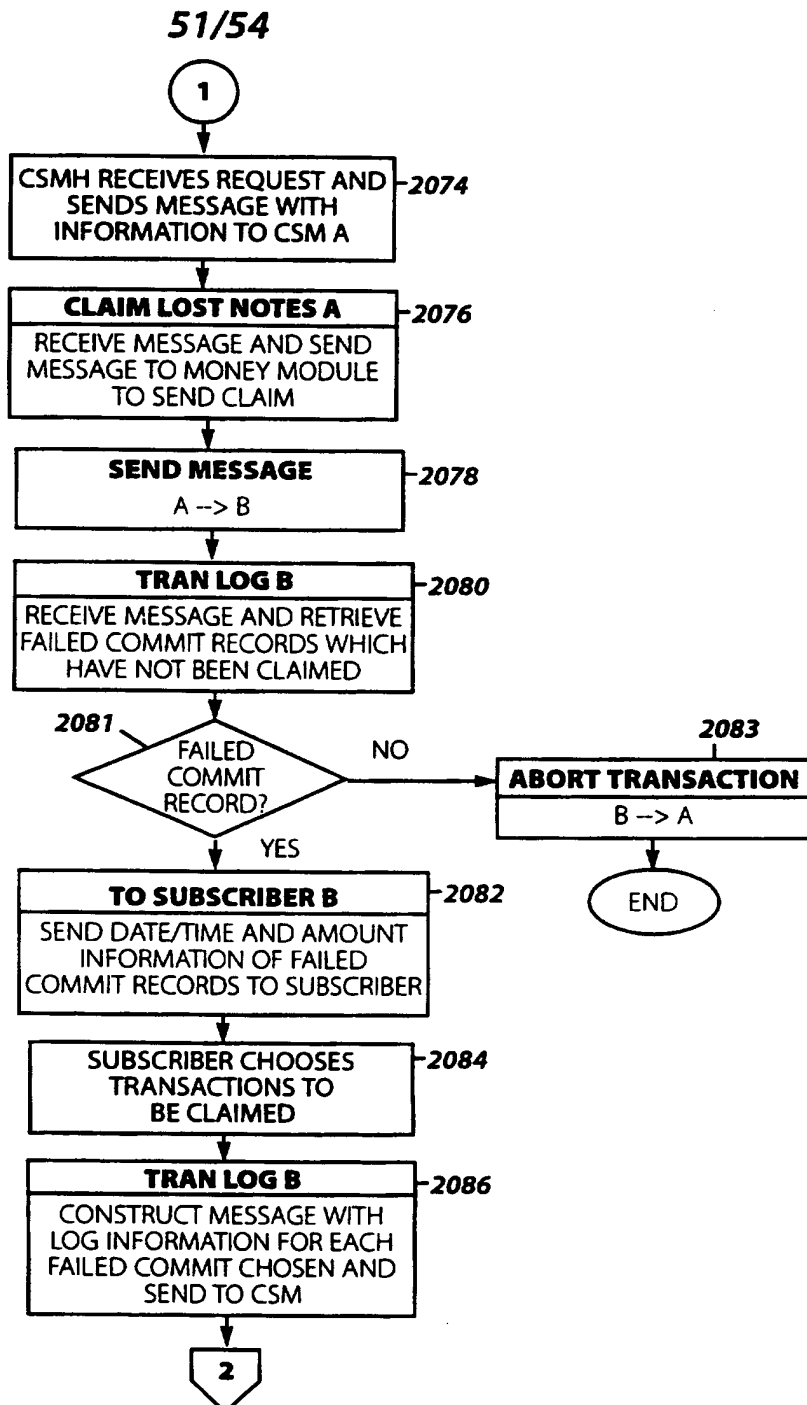 51/54
1
CSMH RECEIVES REQUEST AND
SENDS MESSAGE WITH
INFORMATION TO CSM A
2074
CLAIM LOST NOTES A
2076
RECEIVE MESSAGE AND SEND
MESSAGE TO MONEY MODULE
TO SEND CLAIM
SEND MESSAGE
2078
A --> B
TRAN LOG B
2080
RECEIVE MESSAGE AND RETRIEVE
FAILED COMMIT RECORDS WHICH
HAVE NOT BEEN CLAIMED
2081
FAILED
COMMIT
RECORD?
NO
2083
ABORT TRANSACTION
B --> A
END
YES
TO SUBSCRIBER B
2082
SEND DATE/TIME AND AMOUNT
INFORMATION OF FAILED
COMMIT RECORDS TO SUBSCRIBER
SUBSCRIBER CHOOSES
TRANSACTIONS TO
BE CLAIMED
2084
TRAN LOG B
2086
CONSTRUCT MESSAGE WITH
LOG INFORMATION FOR EACH
FAILED COMMIT CHOSEN AND
SEND TO CSM
2